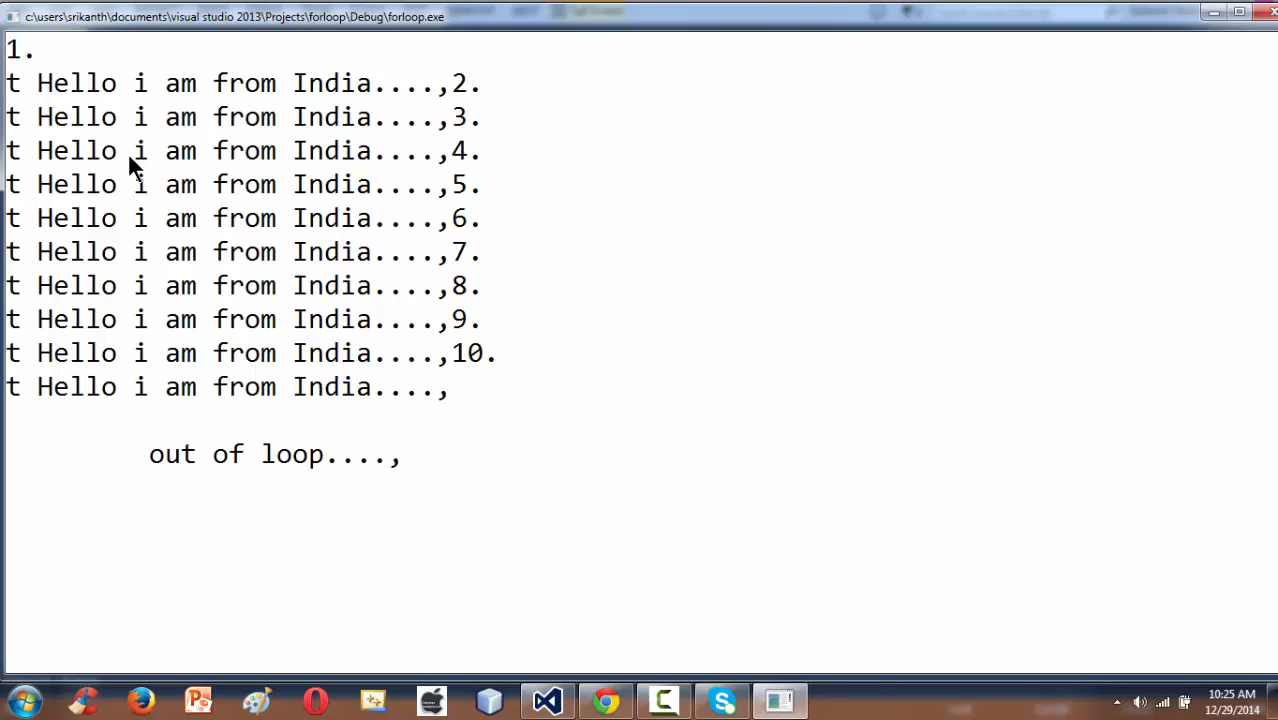 c:\users\srikanth\documents\visual studio 2013\Projects\forloop\Debug\forloop.exe
1.
t Hello i am from India....,2.
t Hello i am from India....,3.
t Hello i am from India....,4.
t Hello i am from India....,5.
t Hello i am from India....,6.
t Hello i am from India....,7.
t Hello i am from India....,8.
t Hello i am from India....,9.
t Hello i am from India....,10.
t Hello i am from India....,
out of loop....,
10:25 AM
12/29/2014